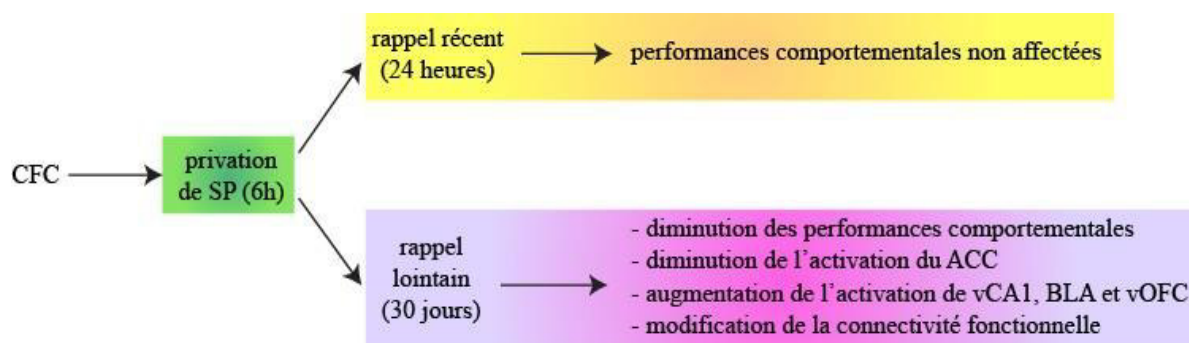 CFC
privation
de SP (6h)
rappel récent
(24 heures)
performances comportementales non affectées
rappel
lointain
(30 jours)
- diminution des performances comportementales
- diminution de l'activation du ACC
- augmentation de l'activation de vCA1, BLA et vOFC
- modification de la connectivité fonctionnelle